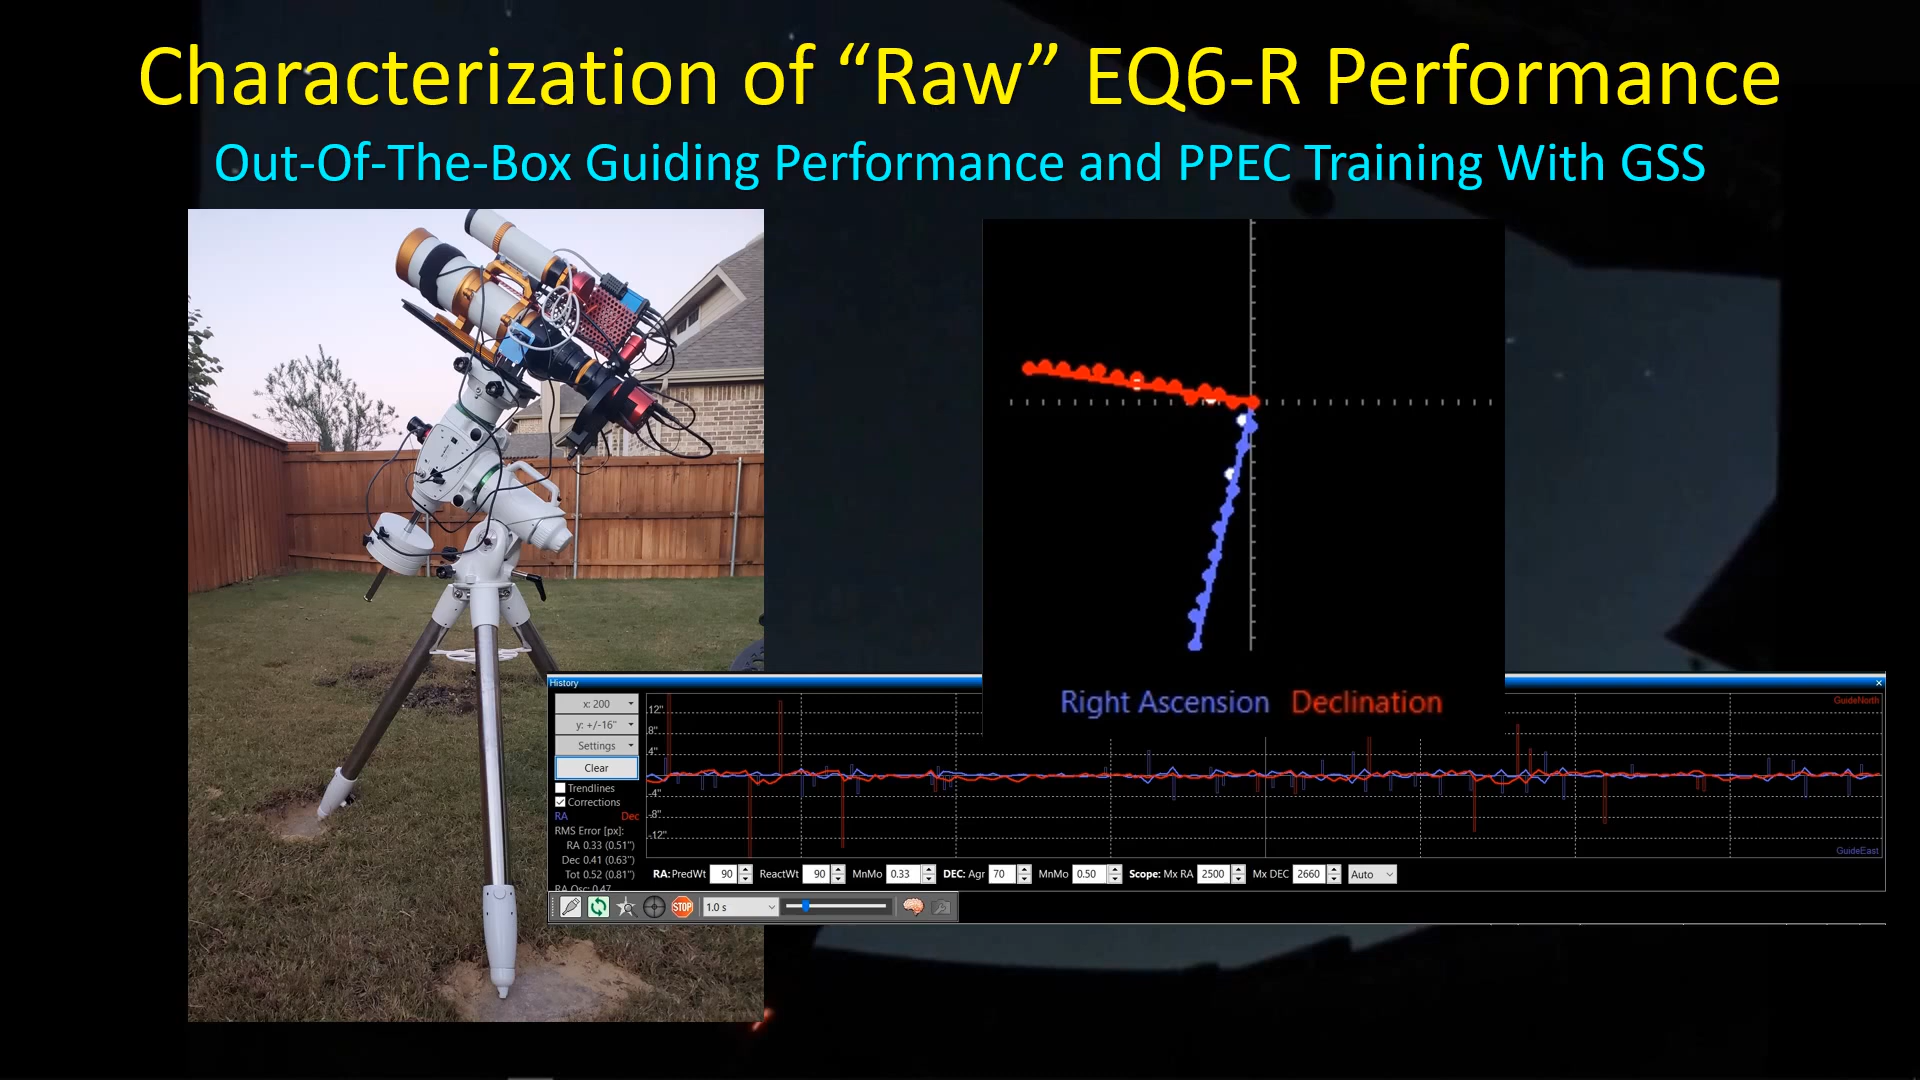 Characterization of “Raw” EQ6-R Performance
Out-Of-The-Box Guiding Performance and PPEC Training With GSS
Right Ascension Declination
History
x: 200
y: +/-16"
Settings
Clear
Trendlines
Corrections
RA Dec
RMS Error [px]:
RA 0.33 (0.51")
Dec 0.41 (0.63")
Tot 0.52 (0.81")
RA Osc: 0.47
12"
8"
4"
-4"
-8"
-12"
GuideNorth
GuideEast
RA: PredWt 90 ReactWt 90 MnMo 0.33 DEC: Agr 70 MnMo 0.50 Scope: Mx RA 2500 Mx DEC 2660 Auto
STOP 1.0 s